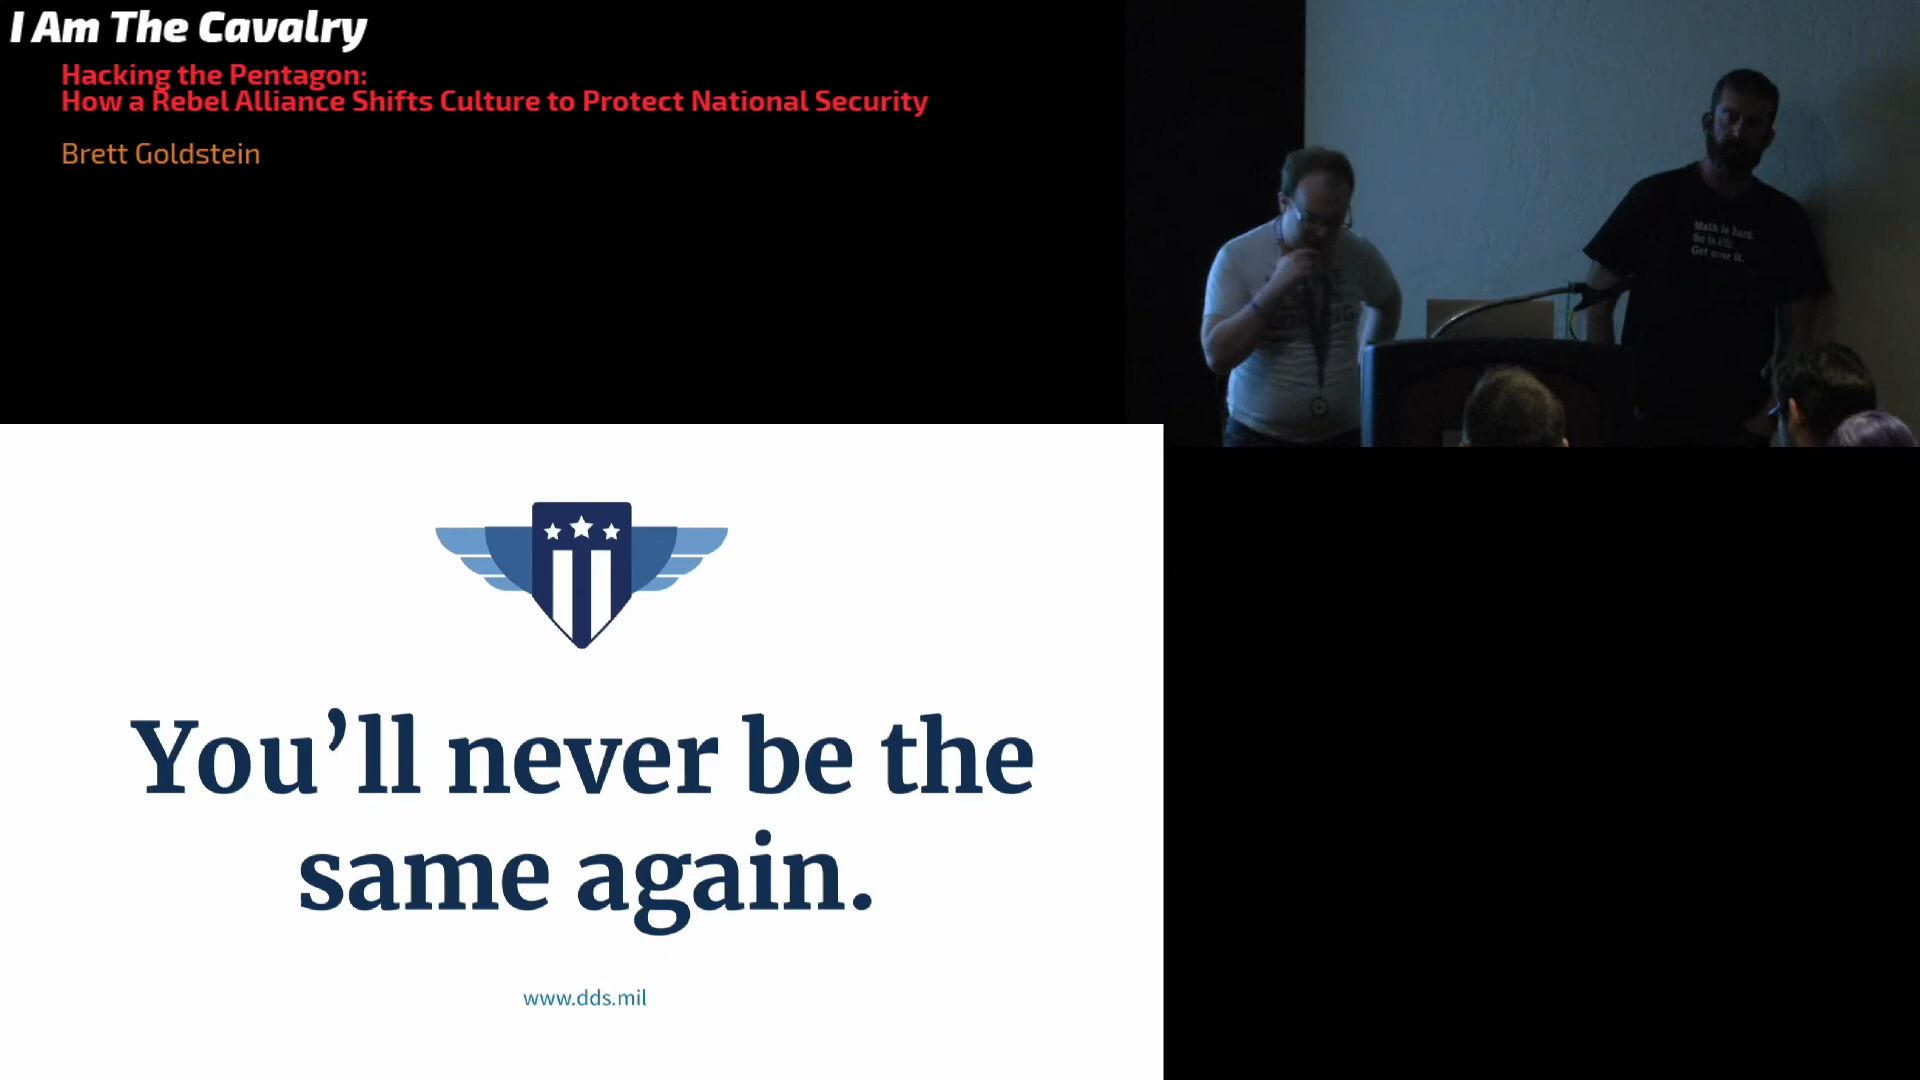 I Am The Cavalry
Hacking the Pentagon:
How a Rebel Alliance Shifts Culture to Protect National Security
Brett Goldstein
Math is hard.
So is life.
Get over it.
You'll never be the
same again.
www.dds.mil